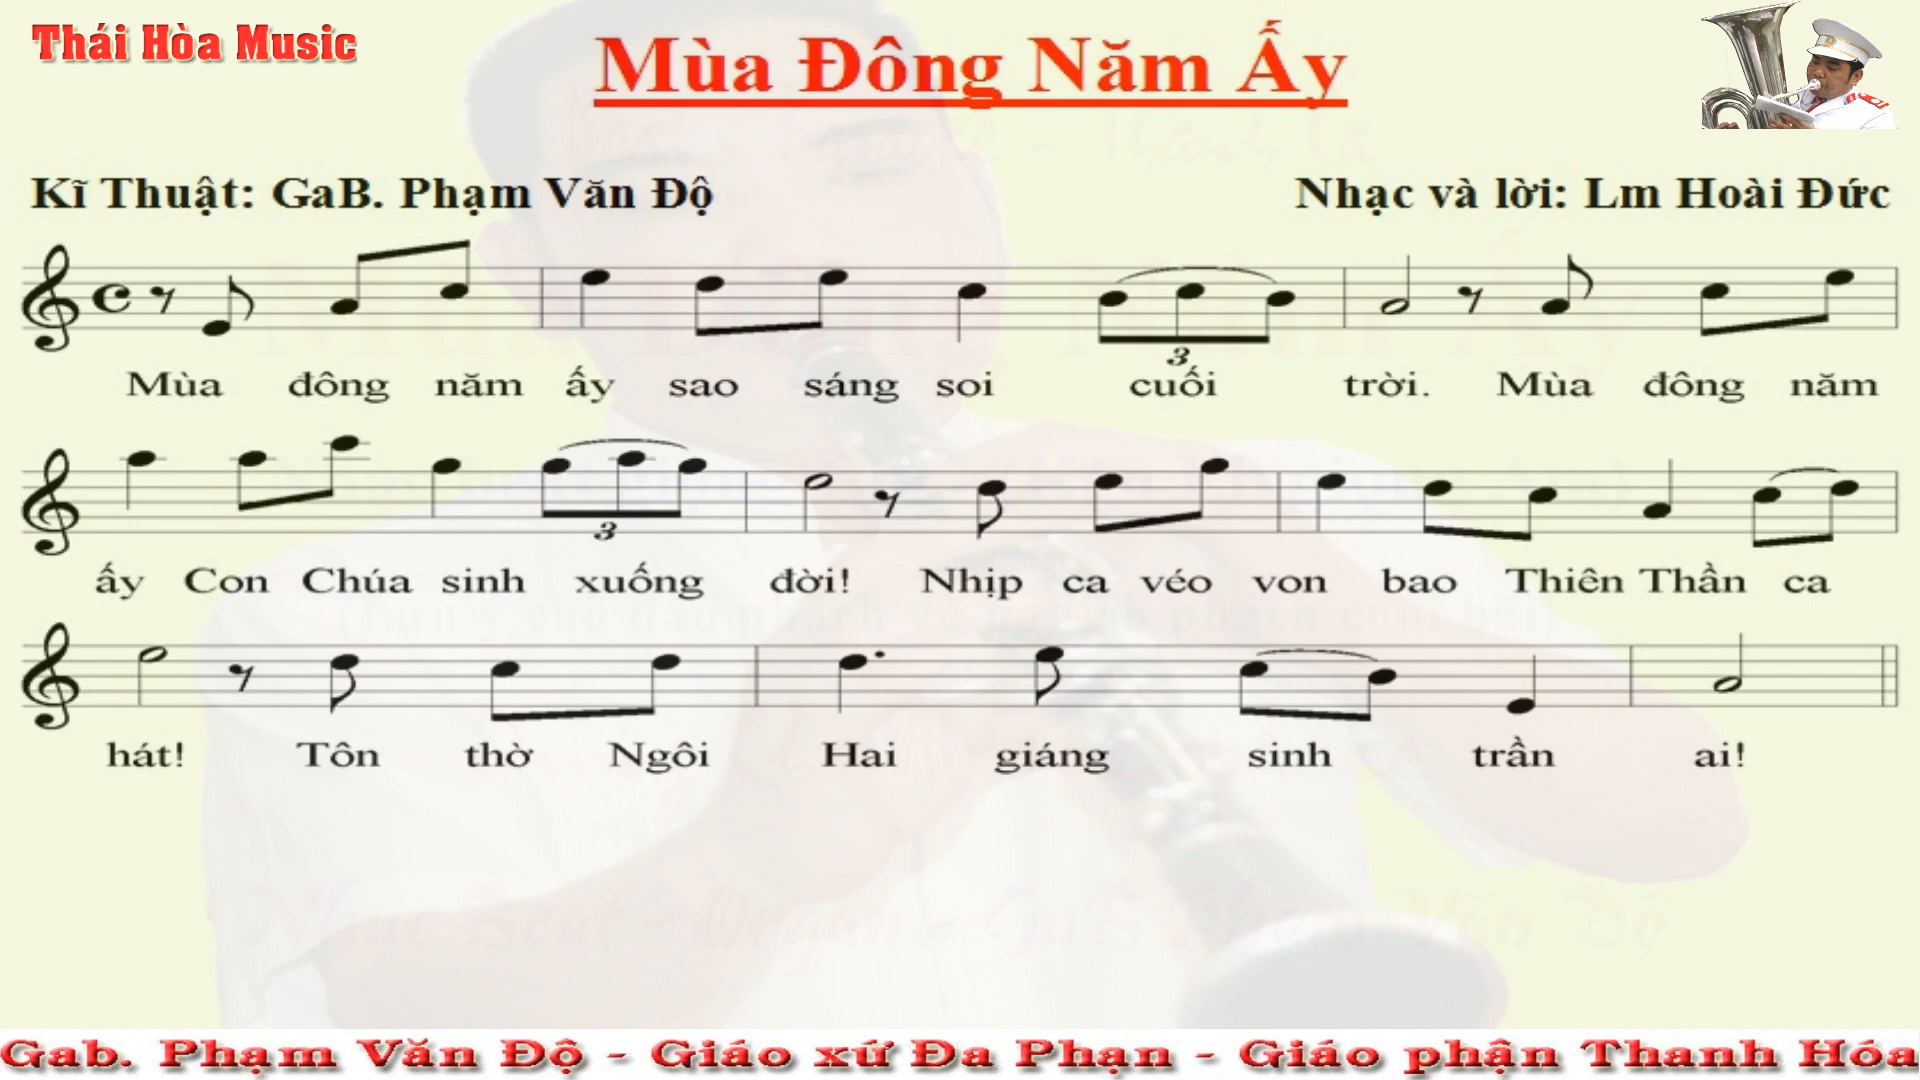 Thái Hòa Music
Mùa Đông Năm Ấy
Kĩ Thuật: GaB. Phạm Văn Độ
Nhạc và lời: Lm Hoài Đức
3
Mùa đông năm ấy sao sáng soi cuối trời. Mùa đông năm
3
ấy Con Chúa sinh xuống đời! Nhịp ca véo von bao Thiên Thần ca
hát! Tôn thờ Ngôi Hai giáng sinh trần ai!
Gab. Phạm Văn Độ - Giáo xứ Đa Phạn - Giáo phận Thanh Hóa